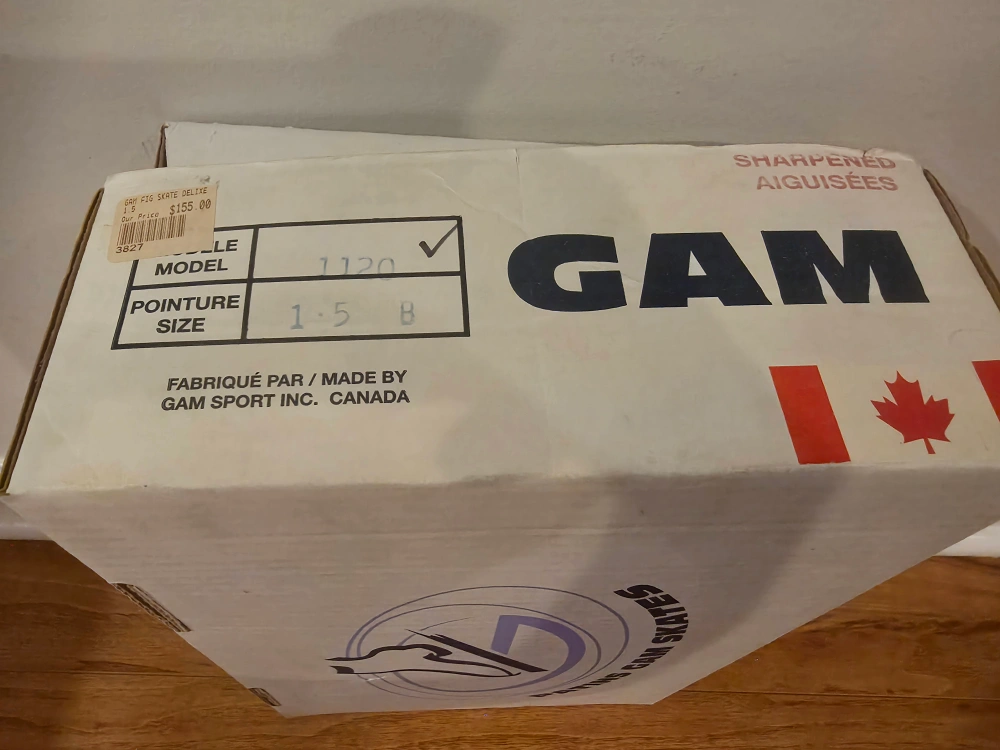 GAM FIG SKATE DELIXE
1.5
Our Price $155.00
3827
MODEL
1120
POINTURE
SIZE
1.5 B
FABRIQUÉ PAR / MADE BY
GAM SPORT INC. CANADA
SHARPENED
AIGUISÉES
GAM
GAM SKATES